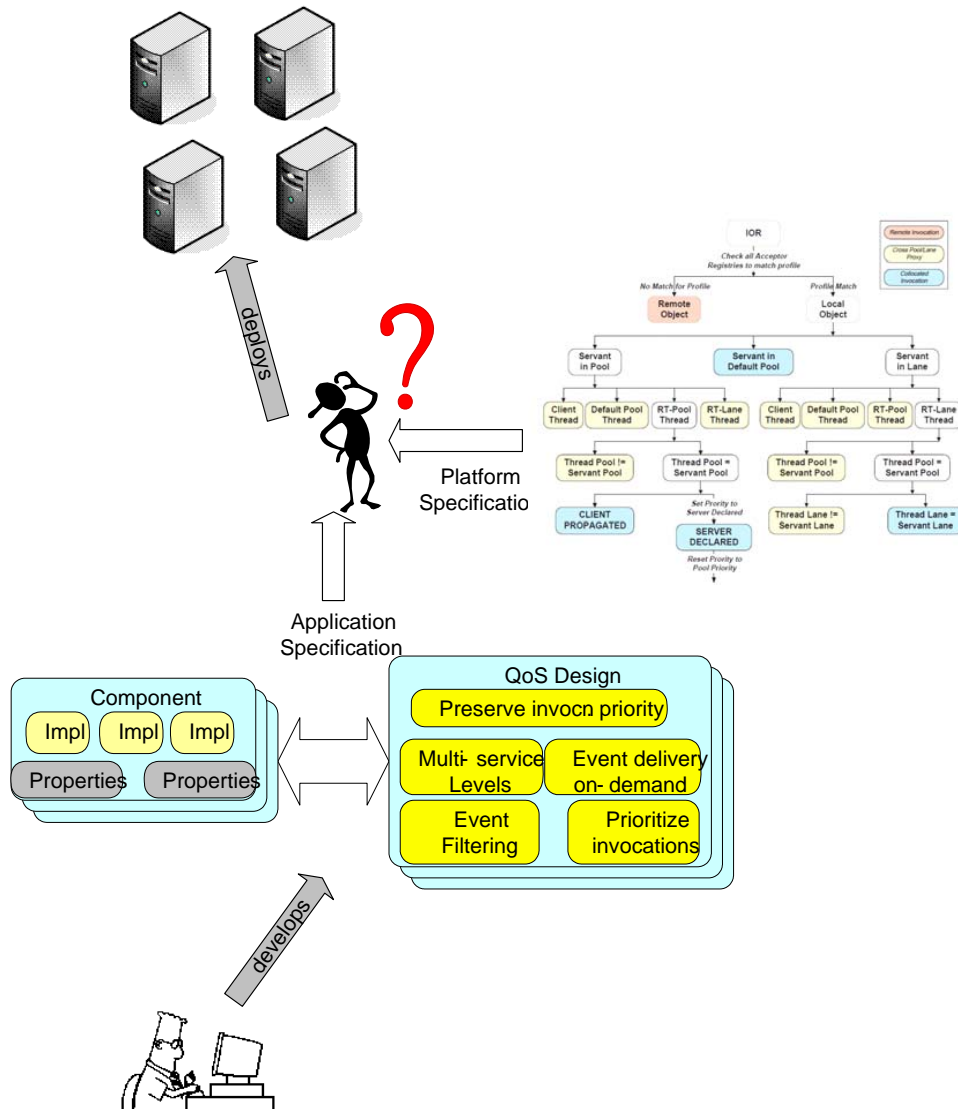 deploys
Platform
Specificatio
IOR
Check all Acceptor
Registries to match profile
No Match for Profile
Profile Match
Remote
Object
Local
Object
Remote Invocation
Cross Pool/Lane
Proxy
Collocated
Invocation
Servant
in Pool
Servant in
Default Pool
Servant
in Lane
Client
Thread
Default Pool
Thread
RT-Pool
Thread
RT-Lane
Thread
Client
Thread
Default Pool
Thread
RT-Pool
Thread
RT-Lane
Thread
Thread Pool !=
Servant Pool
Thread Pool =
Servant Pool
Thread Pool !=
Servant Pool
Thread Pool =
Servant Pool
CLIENT
PROPAGATED
Set Priority to
Server Declared
SERVER
DECLARED
Reset Prority to
Pool Priority
Thread Lane !=
Servant Lane
Thread Lane =
Servant Lane
?
Application
Specification
Component
Impl
Impl
Impl
Properties
Properties
QoS Design
Preserve invocn priority
Multi- service
Levels
Event delivery
on- demand
Event
Filtering
Prioritize
invocations
develops